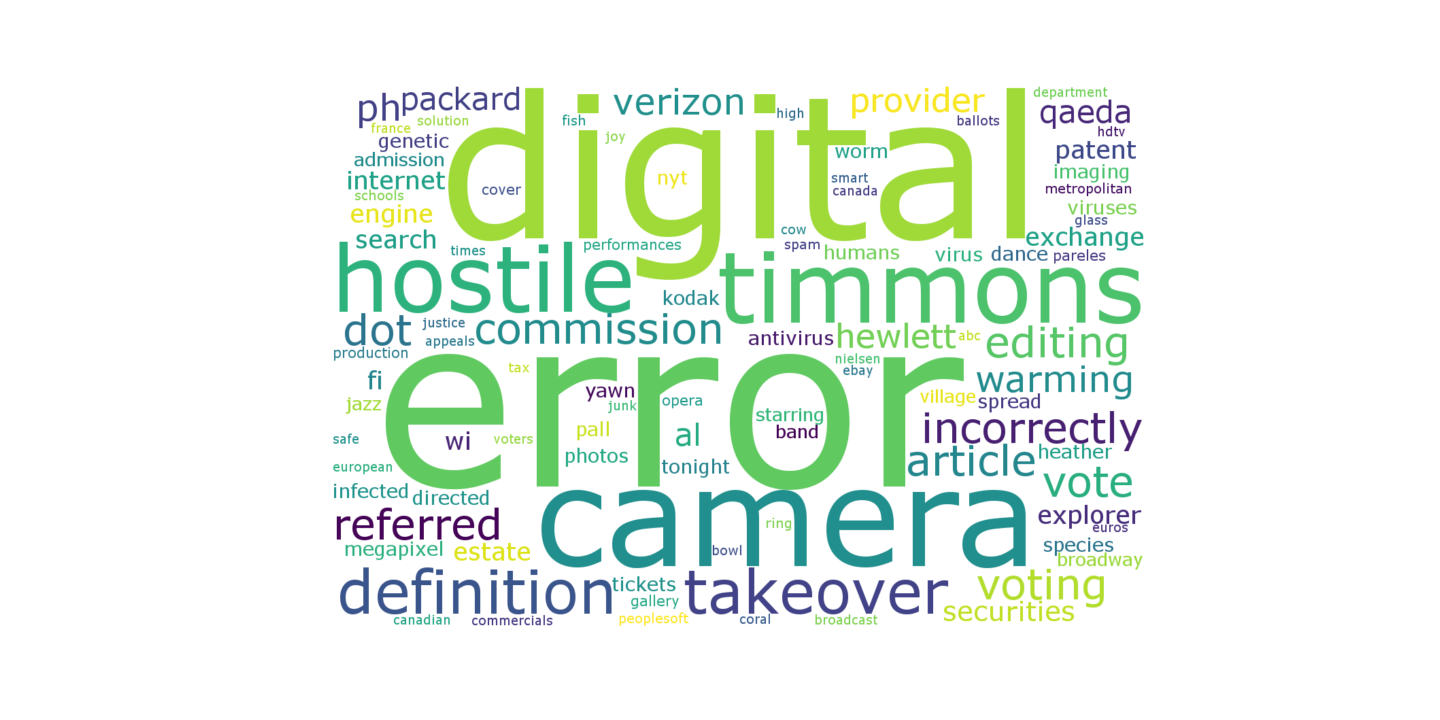 digital
ph
packard
verizon
provider
department
qaeda
france
solution
fish
high
ballots
hdtv
genetic
joy
worm
patent
admission
internet
cover
nyt
smart
canada
imaging
metropolitan
schools
viruses
engine
glass
search
times
performances
cow
spam
humans
virus
dance
exchange
pareles
hostile
timmons
kodak
dot
justice
appeals
commission
antivirus
hewlett
abc
editing
production
error
tax
nielsen
ebay
warming
fi
jazz
yawn
junk
opera
starring
village
spread
safe
wi
voters
pall
al
band
incorrectly
european
photos
tonight
article
heather
infected
directed
camera
vote
referred
ring
explorer
euros
megapixel
estate
bowl
species
broadway
definition
tickets
takeover
voting
gallery
securities
canadian
commercials
peoplesoft
coral
broadcast